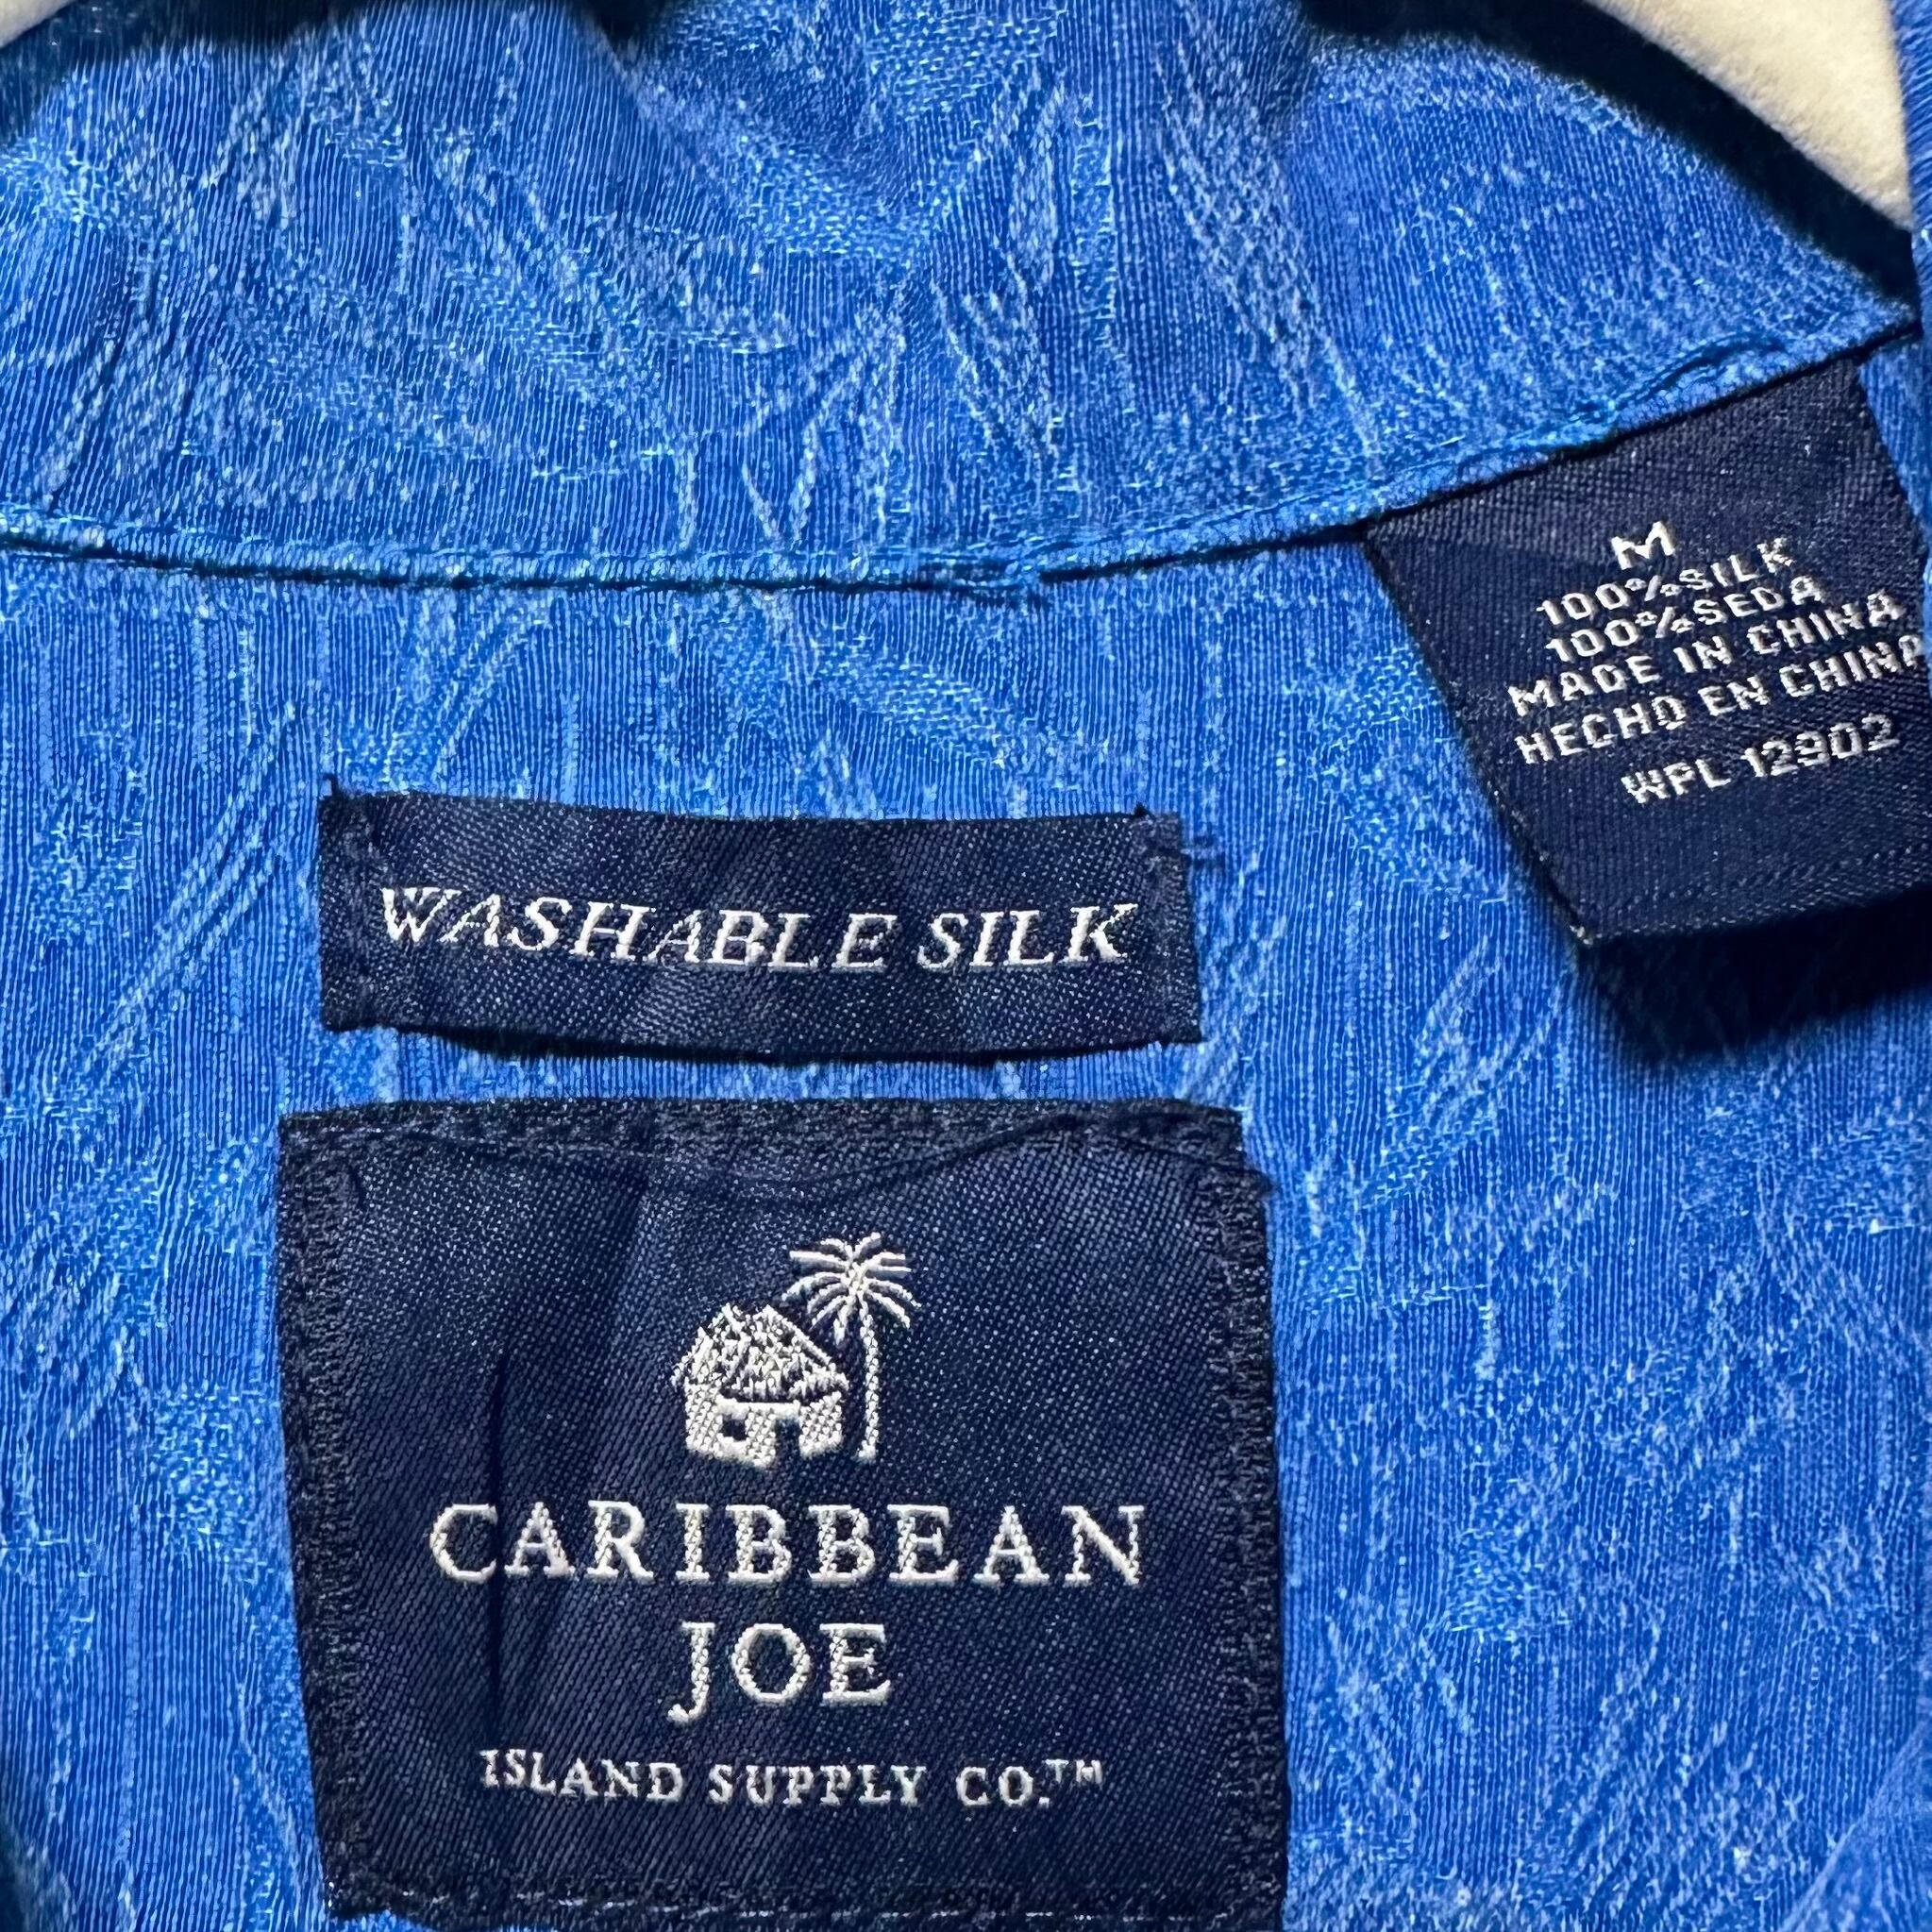 M
100%SILK
100%SEDA
MADE IN CHINA
HECHO EN CHINA
WPL 12902
WASHABLE SILK
CARIBBEAN
JOE
ISLAND SUPPLY CO.™